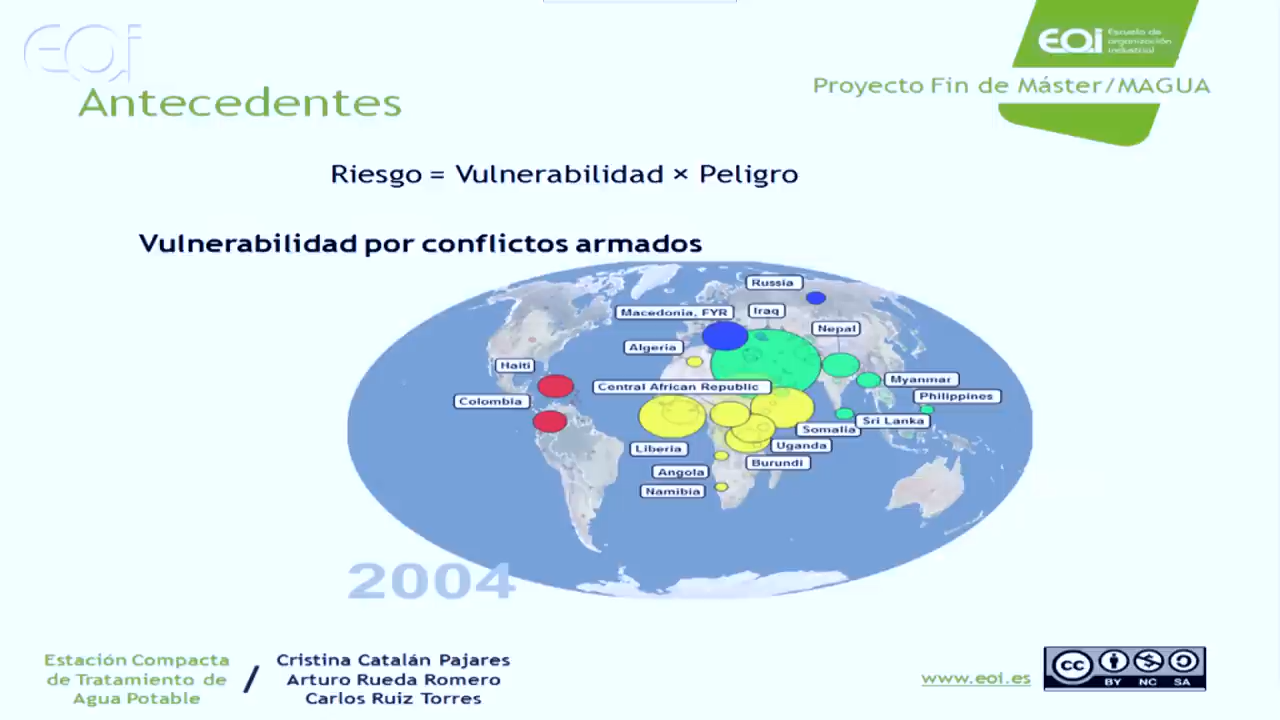 EOi
Escuela de
organización
industrial
EOi
Proyecto Fin de Máster/MAGUA
Antecedentes
Riesgo = Vulnerabilidad × Peligro
Vulnerabilidad por conflictos armados
Russia
Macedonia, FYR
Iraq
Nepal
Algeria
Haiti
Central African Republic
Myanmar
Philippines
Colombia
Sri Lanka
Somalia
Uganda
Liberia
Burundi
Angola
Namibia
2004
Estación Compacta
de Tratamiento de
Agua Potable
/
Cristina Catalán Pajares
Arturo Rueda Romero
Carlos Ruiz Torres
www.eoi.es
cc
BY NC SA